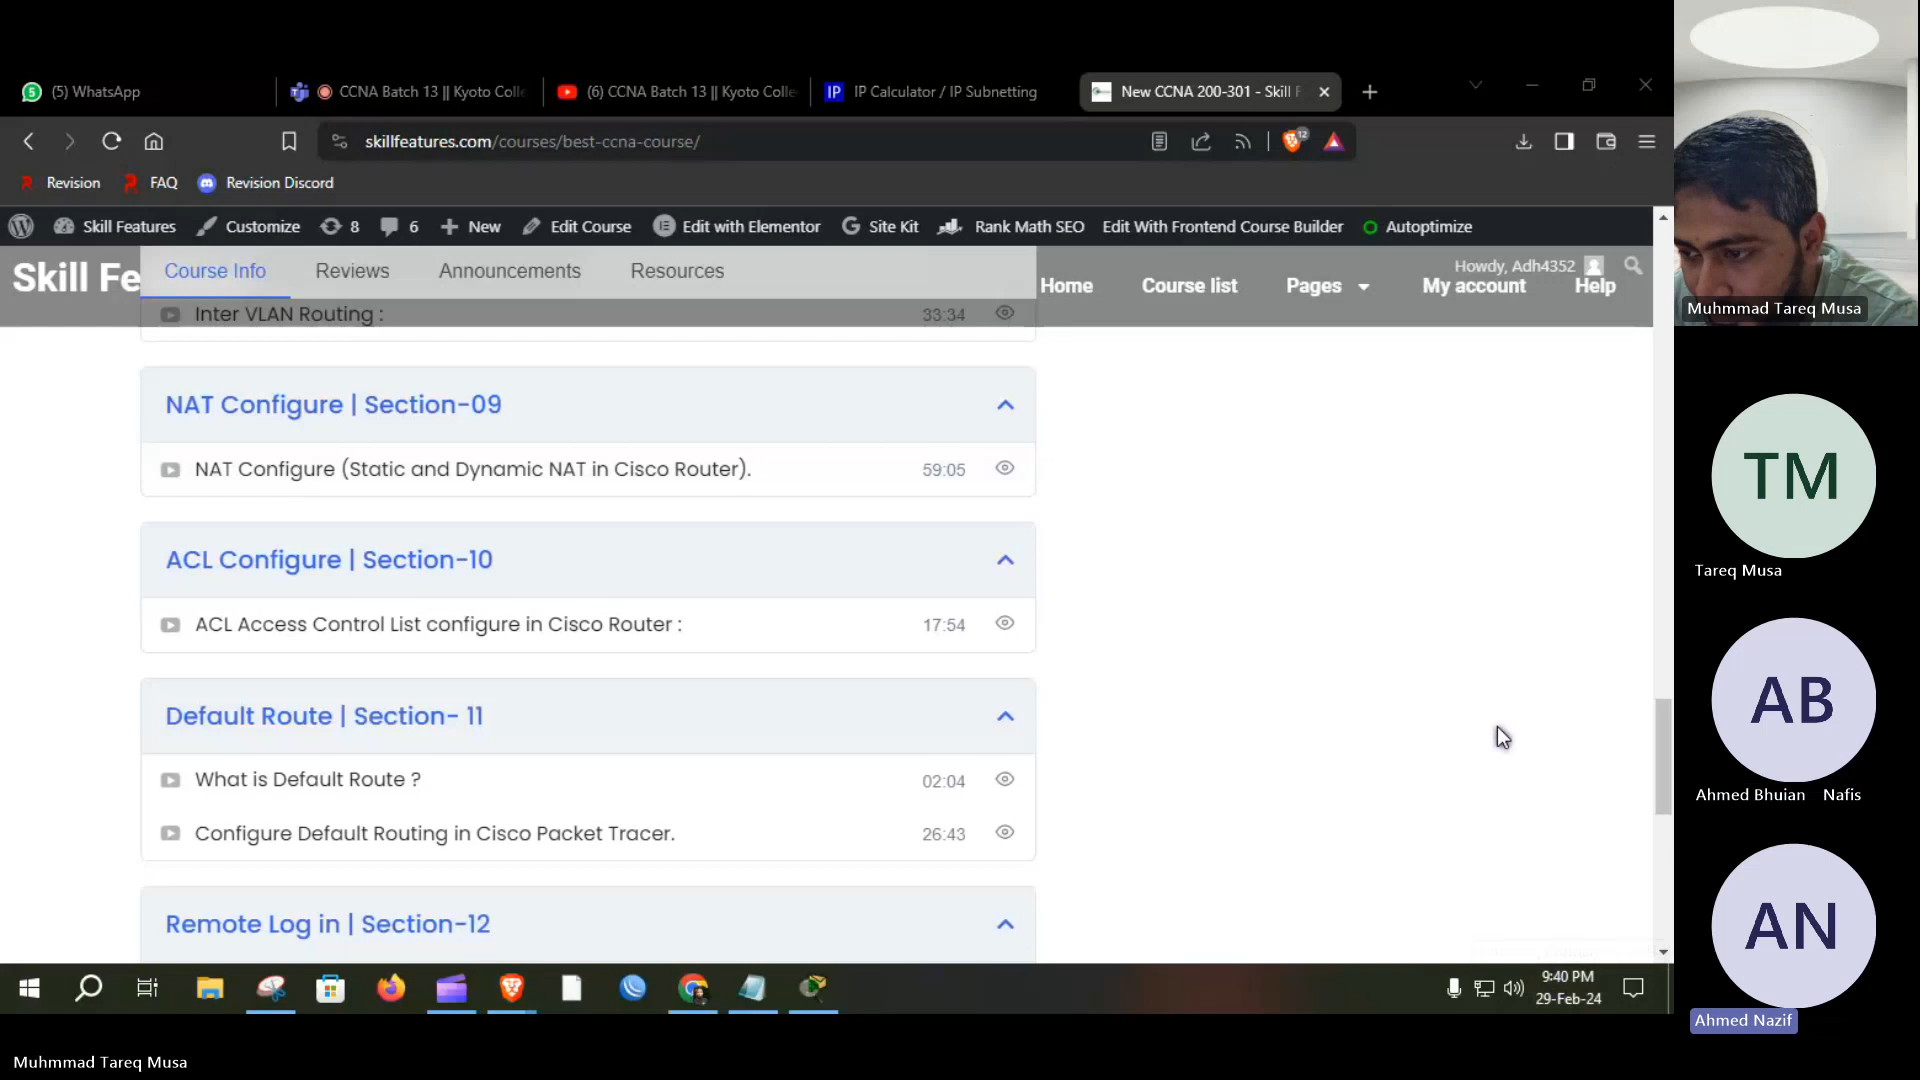 (5) WhatsApp
CCNA Batch 13 || Kyoto Colle
(6) CCNA Batch 13 || Kyoto Colle
IP Calculator / IP Subnetting
New CCNA 200-301 - Skill F
skillfeatures.com/courses/best-ccna-course/
12
Revision
FAQ
Revision Discord
Skill Features
Customize
8
6
New
Edit Course
Edit with Elementor
Site Kit
Rank Math SEO
Edit With Frontend Course Builder
Autoptimize
Skill Fe
Course Info
Reviews
Announcements
Resources
Howdy, Adh4352
Home
Course list
Pages
My account
Help
Inter VLAN Routing :
33:34
NAT Configure | Section-09
NAT Configure (Static and Dynamic NAT in Cisco Router).
59:05
ACL Configure | Section-10
ACL Access Control List configure in Cisco Router :
17:54
Default Route | Section- 11
What is Default Route ?
02:04
Configure Default Routing in Cisco Packet Tracer.
26:43
Remote Log in | Section-12
9:40 PM
29-Feb-24
Muhmmad Tareq Musa
TM
Tareq Musa
AB
Ahmed Bhuian Nafis
AN
Ahmed Nazif
Muhmmad Tareq Musa